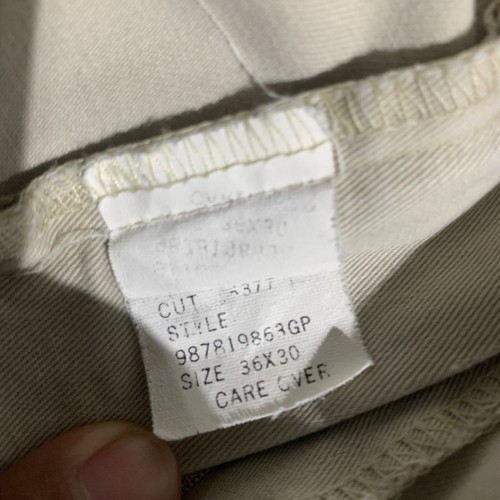 CUT
STYLE
987819863GP
SIZE 36X30
CARE OVER